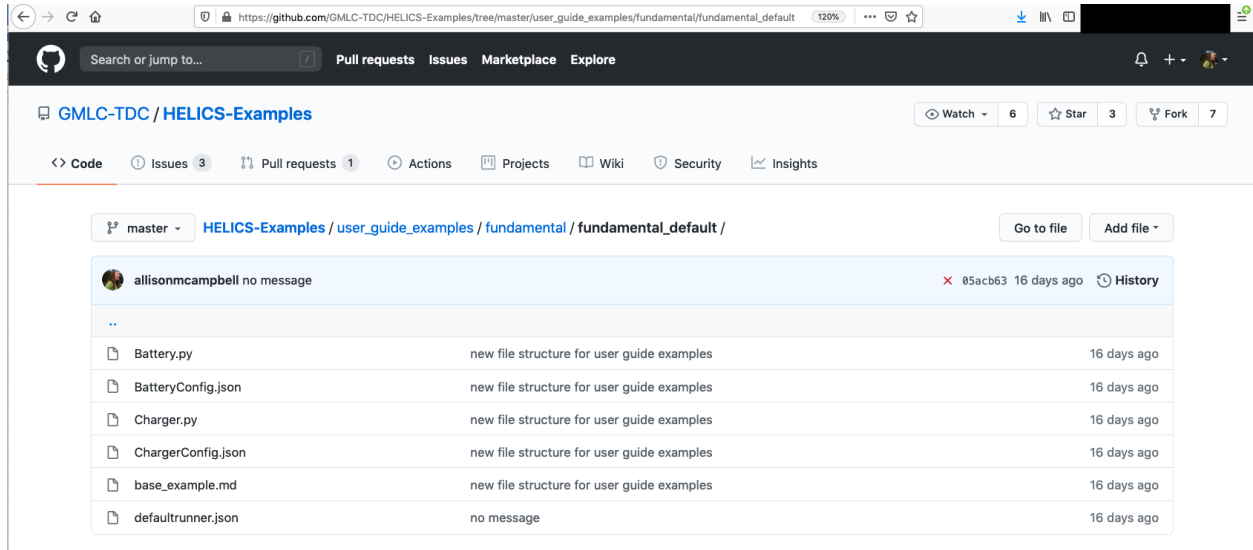 https://github.com/GMLC-TDC/HELICS-Examples/tree/master/user_guide_examples/fundamental/fundamental_default 120%
Search or jump to... / Pull requests Issues Marketplace Explore
GMLC-TDC / HELICS-Examples Watch 6 Star 3 Fork 7
<> Code Issues 3 Pull requests 1 Actions Projects Wiki Security Insights
master HELICS-Examples / user_guide_examples / fundamental / fundamental_default / Go to file Add file
allisonmcampbell no message 05acb63 16 days ago History
..
Battery.py new file structure for user guide examples 16 days ago
BatteryConfig.json new file structure for user guide examples 16 days ago
Charger.py new file structure for user guide examples 16 days ago
ChargerConfig.json new file structure for user guide examples 16 days ago
base_example.md new file structure for user guide examples 16 days ago
defaultrunner.json no message 16 days ago